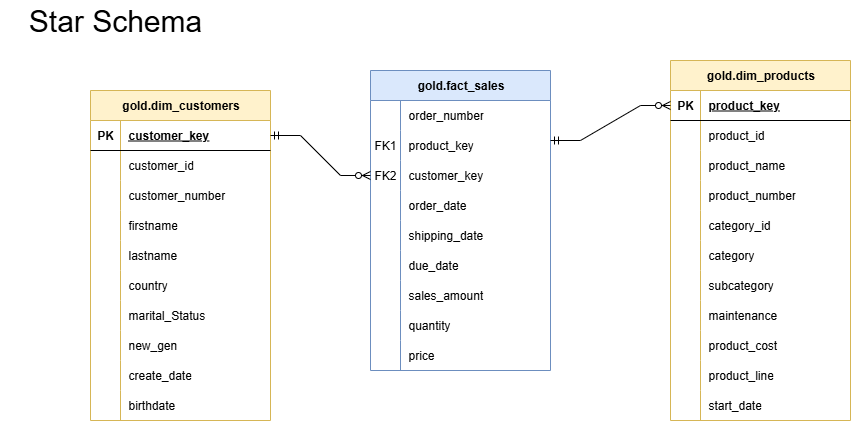 Star Schema
gold.dim_customers
PK customer_key
customer_id
customer_number
firstname
lastname
country
marital_Status
new_gen
create_date
birthdate
gold.fact_sales
order_number
FK1 product_key
FK2 customer_key
order_date
shipping_date
due_date
sales_amount
quantity
price
gold.dim_products
PK product_key
product_id
product_name
product_number
category_id
category
subcategory
maintenance
product_cost
product_line
start_date